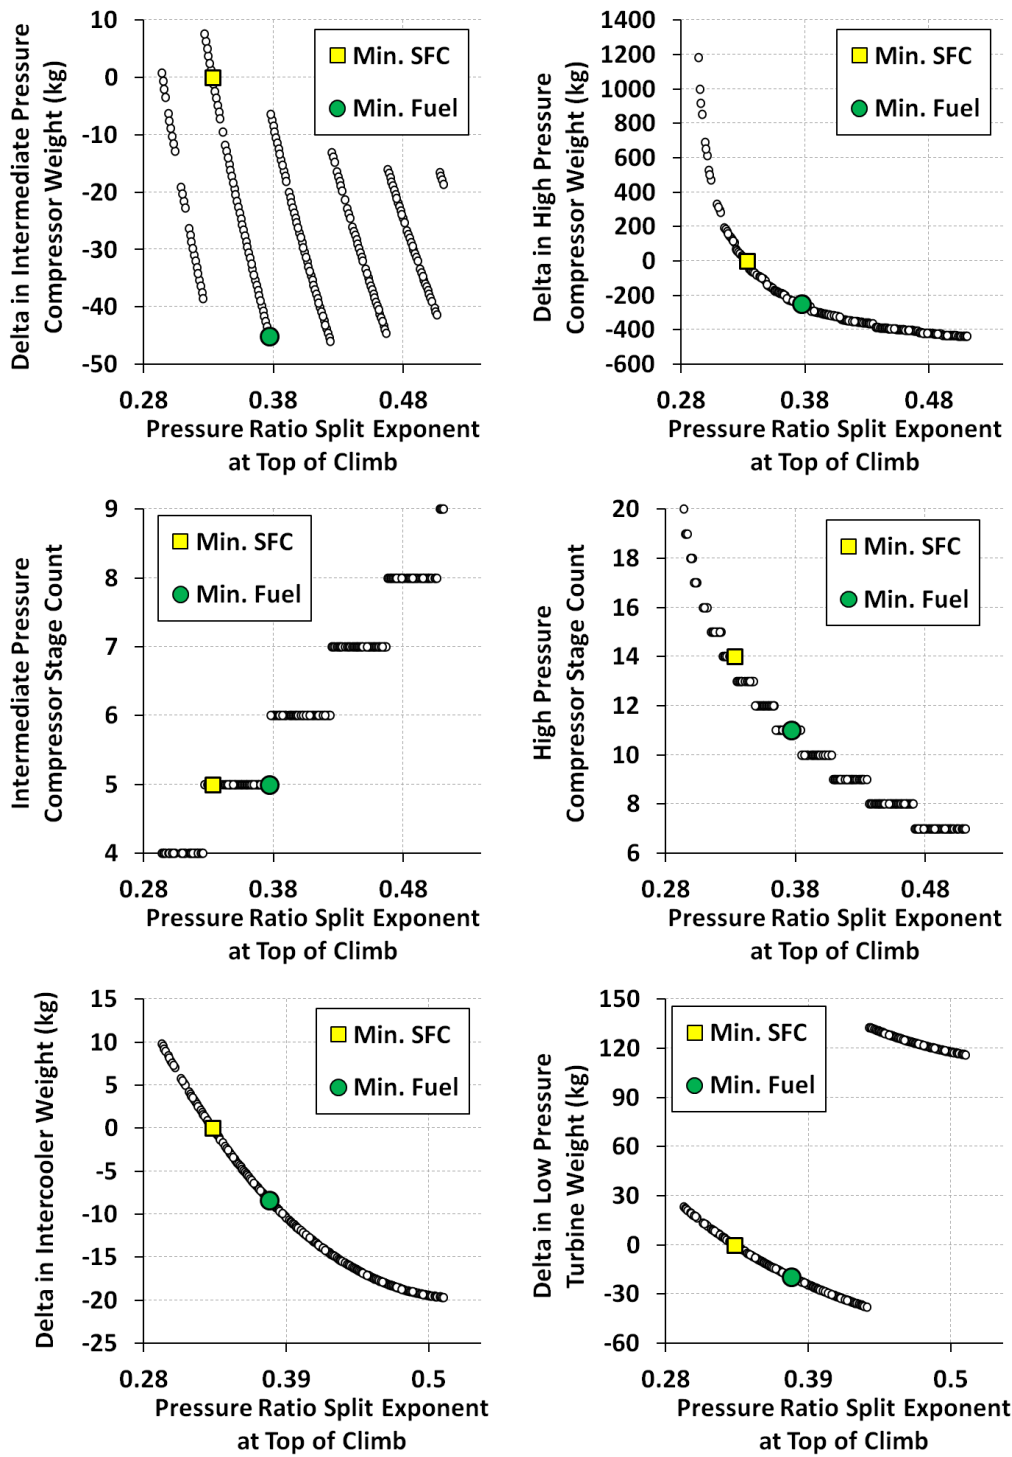 Delta in Intermediate Pressure
Compressor Weight (kg)
10
0
-10
-20
-30
-40
-50
Min. SFC
Min. Fuel
0.28
0.38
0.48
Pressure Ratio Split Exponent
at Top of Climb
Delta in High Pressure
Compressor Weight (kg)
1400
1200
1000
800
600
400
200
0
-200
-400
-600
Min. SFC
Min. Fuel
0.28
0.38
0.48
Pressure Ratio Split Exponent
at Top of Climb
Intermediate Pressure
Compressor Stage Count
9
8
7
6
5
4
Min. SFC
Min. Fuel
0.28
0.38
0.48
Pressure Ratio Split Exponent
at Top of Climb
High Pressure
Compressor Stage Count
20
18
16
14
12
10
8
6
Min. SFC
Min. Fuel
0.28
0.38
0.48
Pressure Ratio Split Exponent
at Top of Climb
Delta in Intercooler Weight (kg)
15
10
5
0
-5
-10
-15
-20
-25
Min. SFC
Min. Fuel
0.28
0.39
0.5
Pressure Ratio Split Exponent
at Top of Climb
Delta in Low Pressure
Turbine Weight (kg)
150
120
90
60
30
0
-30
-60
Min. SFC
Min. Fuel
0.28
0.39
0.5
Pressure Ratio Split Exponent
at Top of Climb